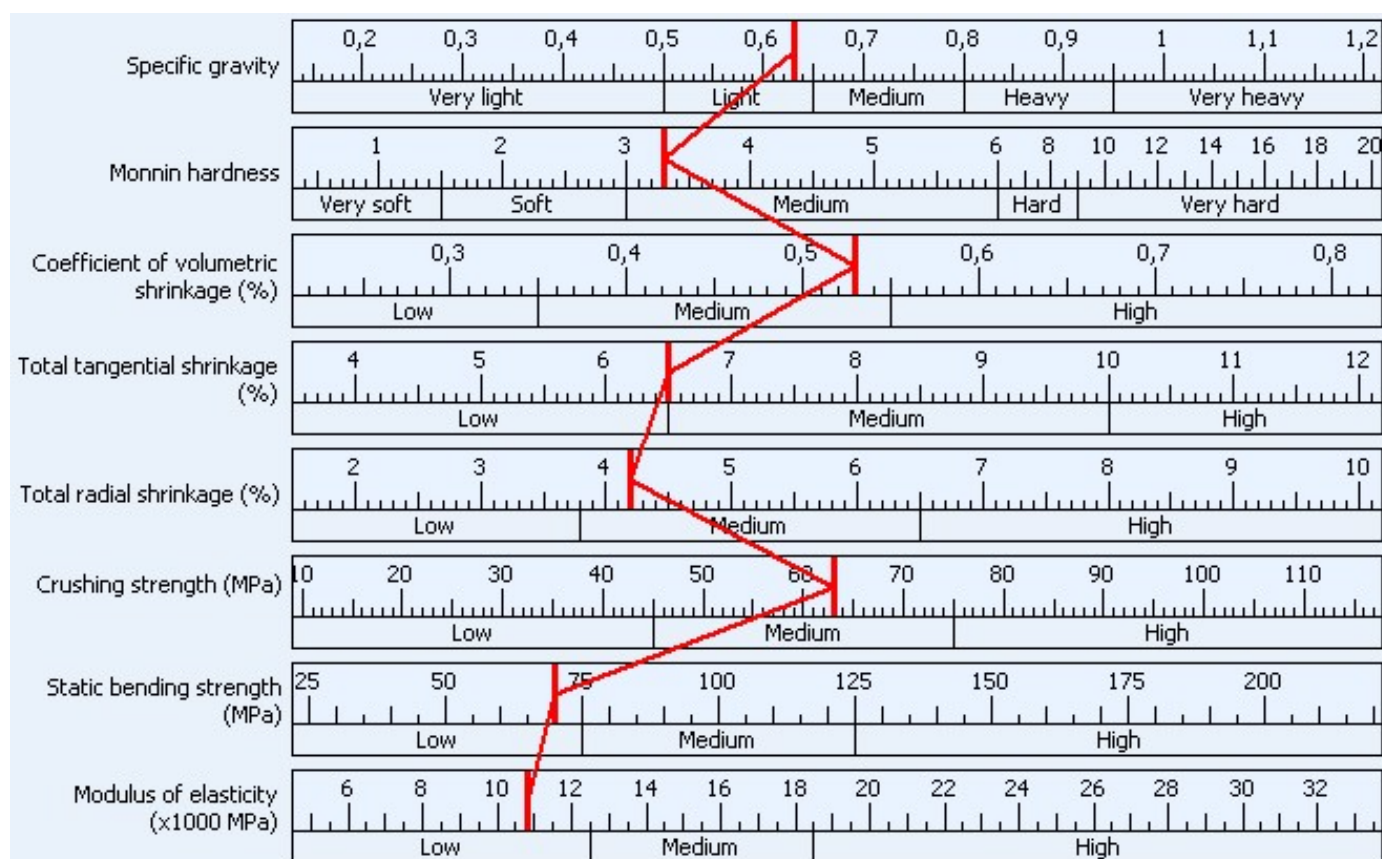 0,2 0,3 0,4 0,5 0,6 0,7 0,8 0,9 1 1,1 1,2
Specific gravity
Very light Light Medium Heavy Very heavy
1 2 3 4 5 6 8 10 12 14 16 18 20
Monnin hardness
Very soft Soft Medium Hard Very hard
0,3 0,4 0,5 0,6 0,7 0,8
Coefficient of volumetric
shrinkage (%)
Low Medium High
4 5 6 7 8 9 10 11 12
Total tangential shrinkage
(%)
Low Medium High
2 3 4 5 6 7 8 9 10
Total radial shrinkage (%)
Low Medium High
10 20 30 40 50 60 70 80 90 100 110
Crushing strength (MPa)
Low Medium High
25 50 75 100 125 150 175 200
Static bending strength
(MPa)
Low Medium High
6 8 10 12 14 16 18 20 22 24 26 28 30 32
Modulus of elasticity
(x1000 MPa)
Low Medium High